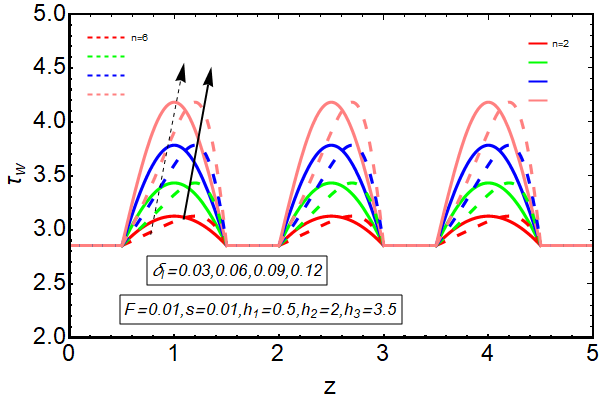 5.0
4.5
4.0
3.5
3.0
2.5
2.0
τw
n=6
n=2
δi=0.03,0.06,0.09,0.12
F=0.01,s=0.01,h1=0.5,h2=2,h3=3.5
0 1 2 3 4 5
z